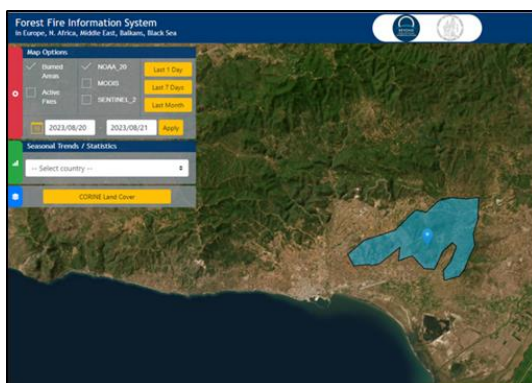 Forest Fire Information System
in Europe, N. Africa, Middle East, Balkans, Black Sea
Map Options
Burned Areas
NOAA_20
Last 1 Day
Active Fires
MODIS
Last 7 Days
SENTINEL_2
Last Month
2023/08/20
2023/08/21
Apply
Seasonal Trends / Statistics
-- Select country --
CORINE Land Cover